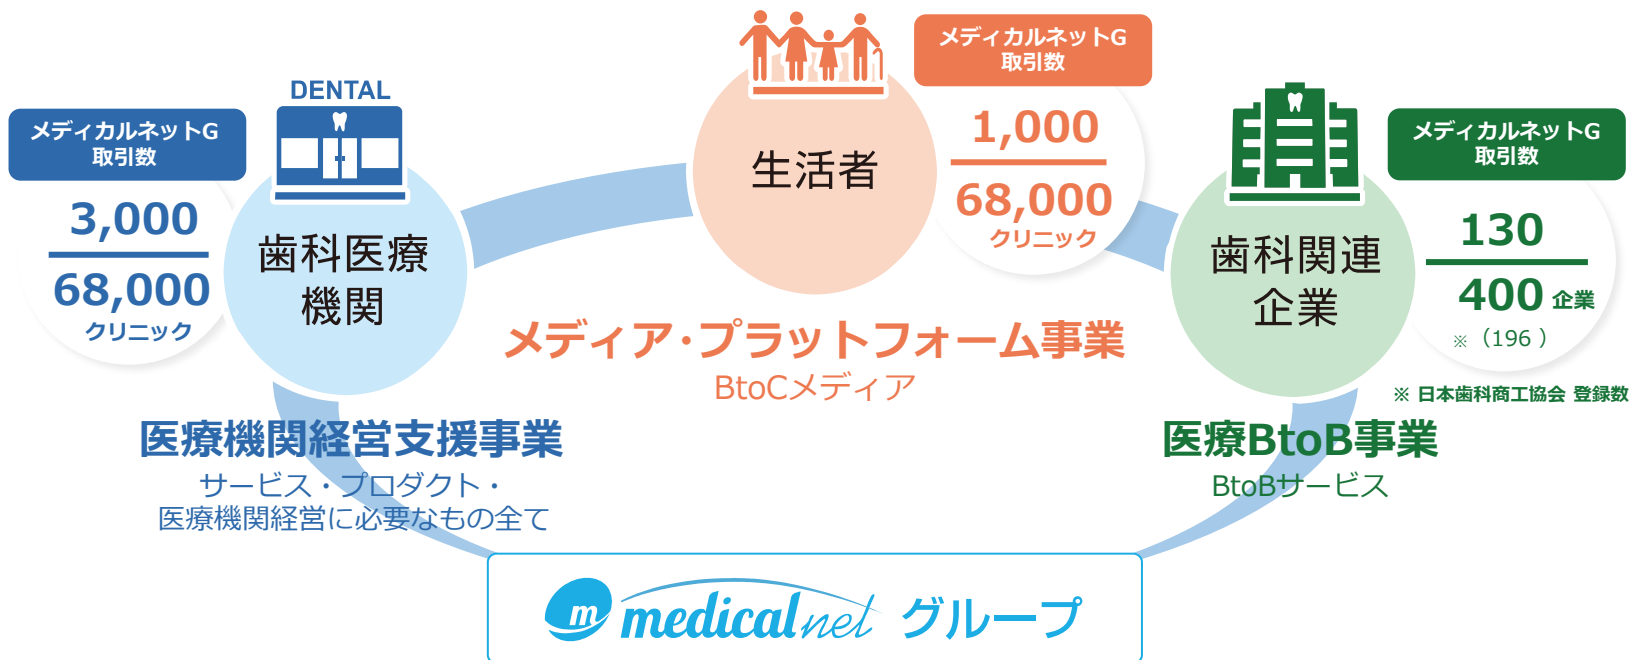 DENTAL
メディカルネットG
取引数
3,000
68,000
クリニック
歯科医療
機関
医療機関経営支援事業
サービス・プロダクト・
医療機関経営に必要なもの全て
生活者
メディカルネットG
取引数
1,000
68,000
クリニック
メディア・プラットフォーム事業
BtoCメディア
歯科関連
企業
メディカルネットG
取引数
130
400 企業
※（196 ）
※ 日本歯科商工協会 登録数
医療BtoB事業
BtoBサービス
m medicalnet グループ